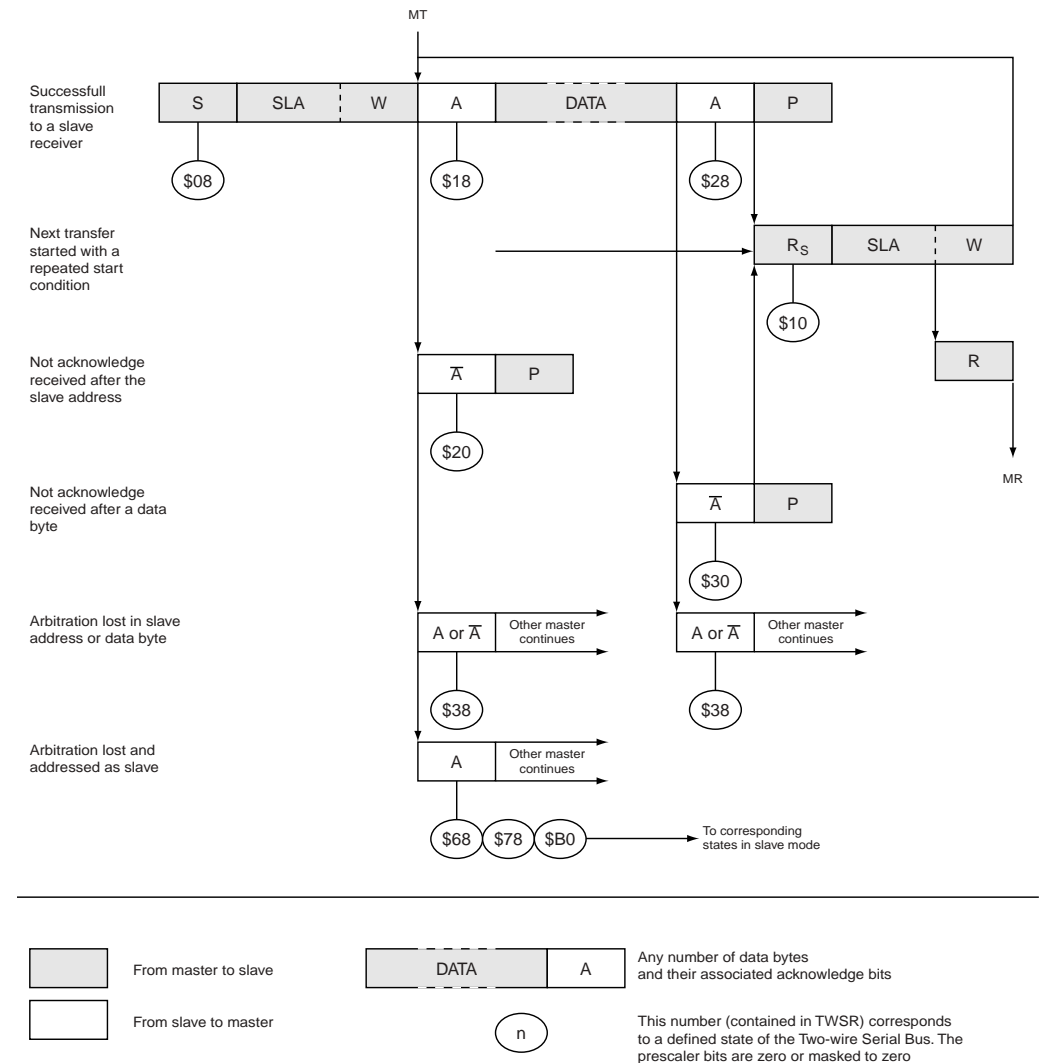 MT
Successfull
transmission
to a slave
receiver
S SLA W A DATA A P
$08 $18 $28
Next transfer
started with a
repeated start
condition
RS SLA W
$10
Not acknowledge
received after the
slave address
A̅ P
R
$20
MR
Not acknowledge
received after a data
byte
A̅ P
$30
Arbitration lost in slave
address or data byte
A or A̅ Other master
continues
A or A̅ Other master
continues
$38 $38
Arbitration lost and
addressed as slave
A Other master
continues
$68 $78 $B0
To corresponding
states in slave mode
From master to slave
DATA A
Any number of data bytes
and their associated acknowledge bits
From slave to master
n
This number (contained in TWSR) corresponds
to a defined state of the Two-wire Serial Bus. The
prescaler bits are zero or masked to zero